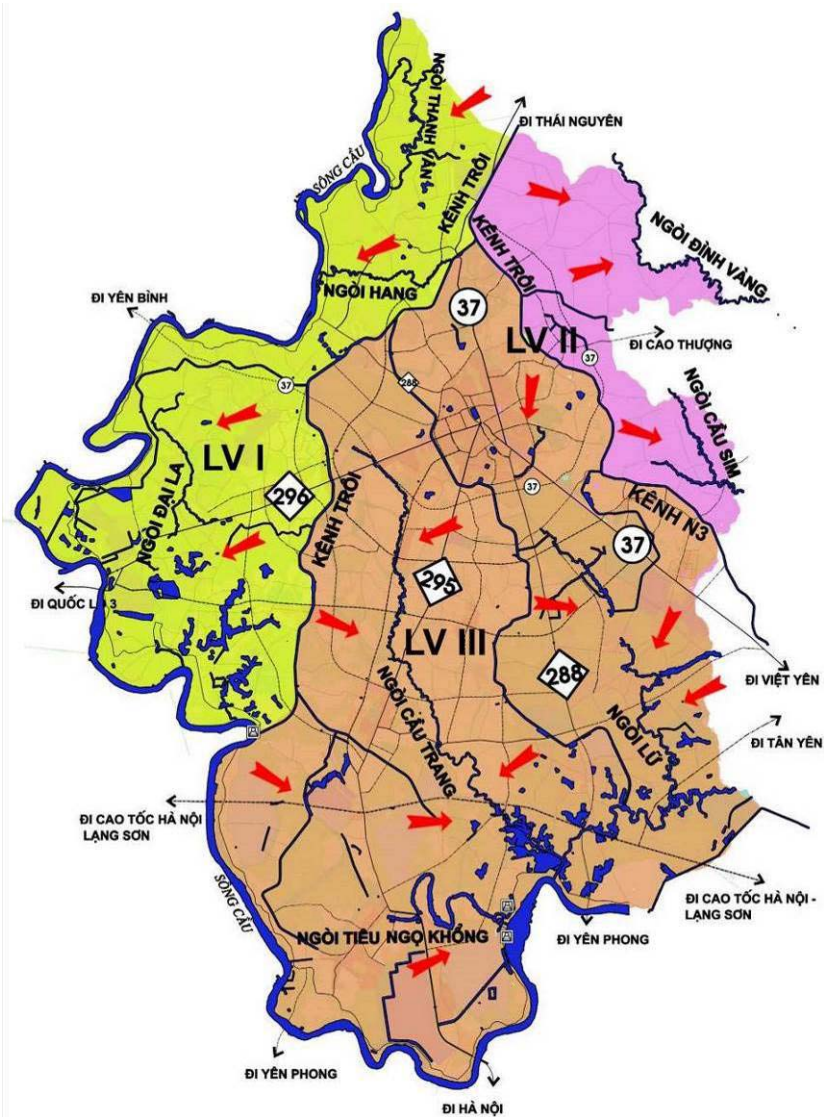 NGÒI THANH VÂN
ĐI THÁI NGUYÊN
SÔNG CẦU
KÊNH TRÔI
KÊNH TRÔI
NGÒI ĐÌNH VÀNG
NGÒI HANG
ĐI YÊN BÌNH
37
LV II
37
ĐI CAO THƯỢNG
37
288
NGÒI CẦU SIM
LV I
296
NGÒI ĐẠI LA
KÊNH TRÔI
37
KÊNH N3
37
295
ĐI QUỐC L 3
LV III
288
ĐI VIỆT YÊN
NGÒI CẦU TRANG
NGÒI LỮ
ĐI TÂN YÊN
ĐI CAO TỐC HÀ NỘI
LẠNG SƠN
SÔNG CẦU
ĐI CAO TỐC HÀ NỘI -
LẠNG SƠN
NGÒI TIÊU NGỌ KHỔNG
ĐI YÊN PHONG
ĐI YÊN PHONG
ĐI HÀ NỘI